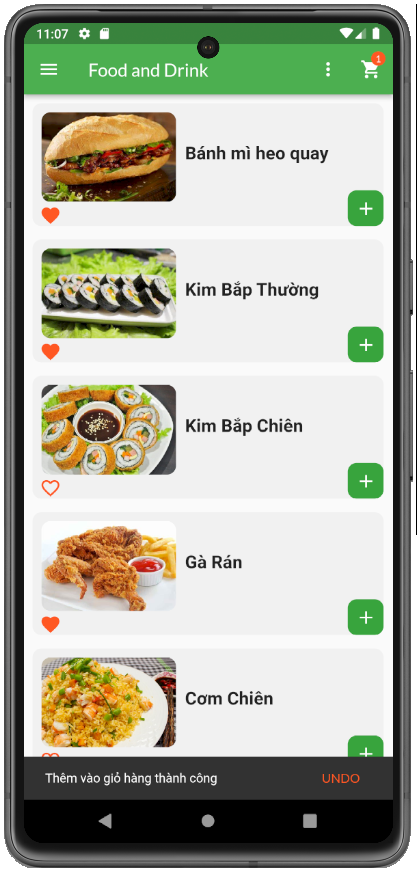 11:07
Food and Drink
1
Bánh mì heo quay
Kim Bắp Thường
Kim Bắp Chiên
Gà Rán
Cơm Chiên
Thêm vào giỏ hàng thành công UNDO